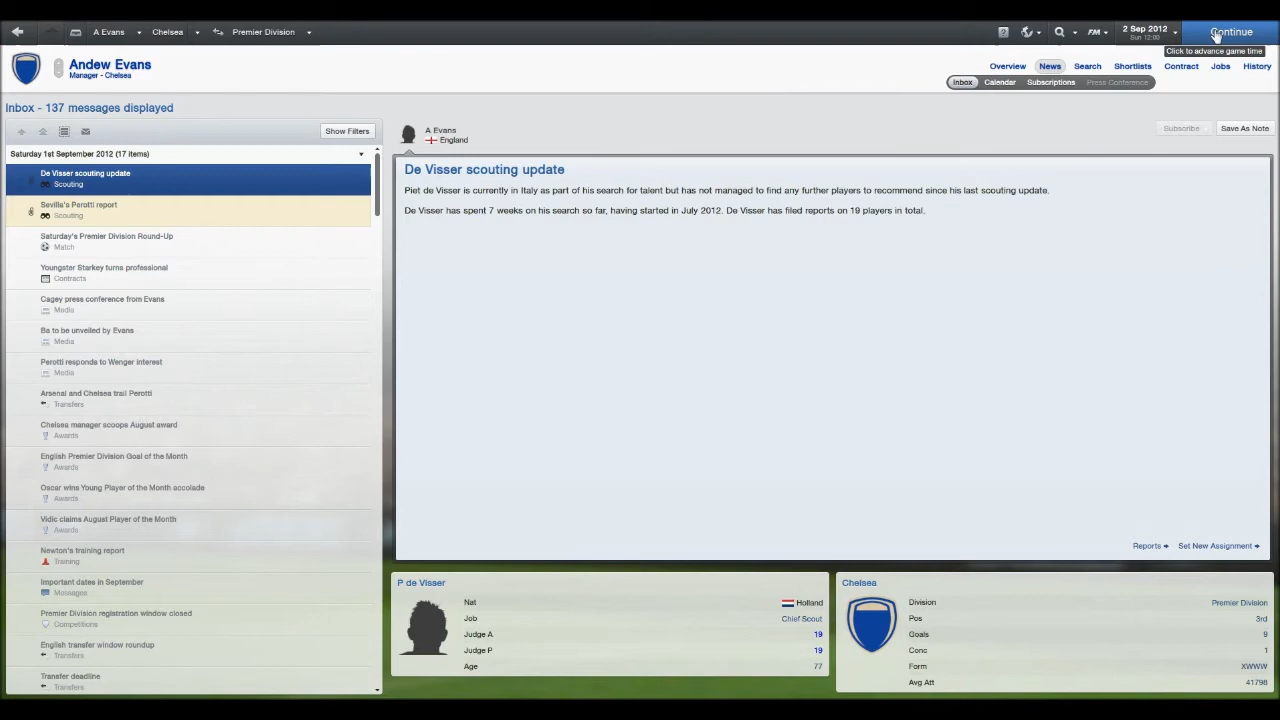 A Evans Chelsea Premier Division FM 2 Sep 2012 Continue
Sun 12:00
Click to advance game time
Andew Evans
Manager - Chelsea
Overview News Search Shortlists Contract Jobs History
Inbox Calendar Subscriptions Press Conference
Inbox - 137 messages displayed
Show Filters
A Evans
England
Subscribe Save As Note
Saturday 1st September 2012 (17 items)
De Visser scouting update
Scouting
Sevilla's Perotti report
Scouting
Saturday's Premier Division Round-Up
Match
Youngster Starkey turns professional
Contracts
Cagey press conference from Evans
Media
Ba to be unveiled by Evans
Media
Perotti responds to Wenger interest
Media
Arsenal and Chelsea trail Perotti
Transfers
Chelsea manager scoops August award
Awards
English Premier Division Goal of the Month
Awards
Oscar wins Young Player of the Month accolade
Awards
Vidic claims August Player of the Month
Awards
Newton's training report
Training
Important dates in September
Messages
Premier Division registration window closed
Competitions
English transfer window roundup
Transfers
Transfer deadline
Transfers
De Visser scouting update
Piet de Visser is currently in Italy as part of his search for talent but has not managed to find any further players to recommend since his last scouting update.
De Visser has spent 7 weeks on his search so far, having started in July 2012. De Visser has filed reports on 19 players in total.
Reports Set New Assignment
P de Visser
Nat Holland
Job Chief Scout
Judge A 19
Judge P 19
Age 77
Chelsea
Division Premier Division
Pos 3rd
Goals 9
Conc 1
Form XWWW
Avg Att 41798